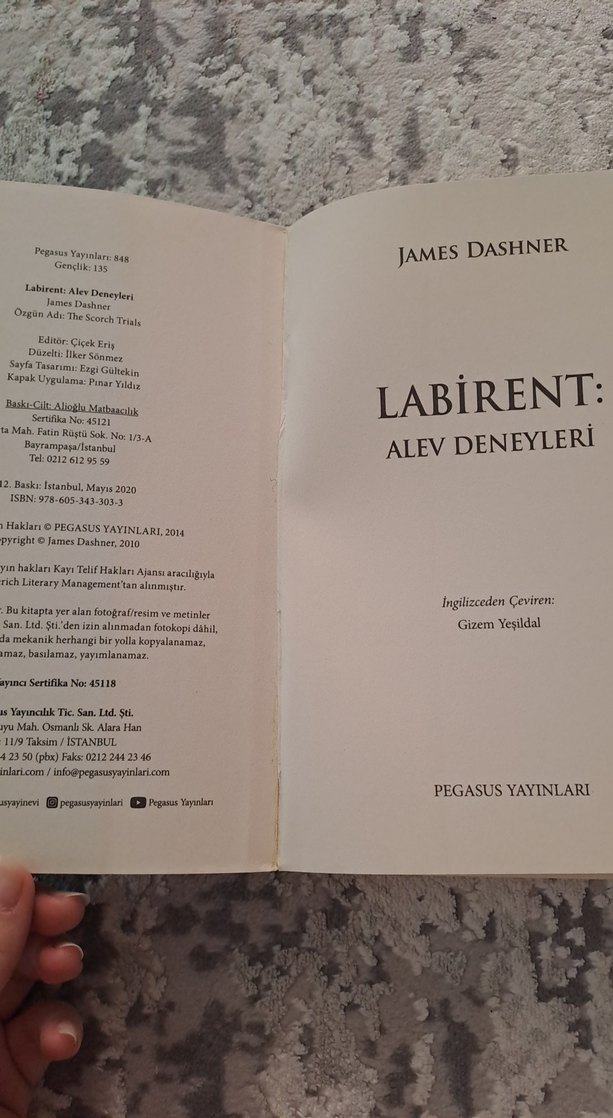 Pegasus Yayınları: 848
Gençlik: 135
Labirent: Alev Deneyleri
James Dashner
Özgün Adı: The Scorch Trials
Editör: Çiçek Eriş
Düzelti: İlker Sönmez
Sayfa Tasarımı: Ezgi Gültekin
Kapak Uygulama: Pınar Yıldız
Baskı-Cilt: Alioğlu Matbaacılık
Sertifika No: 45121
Mah. Fatin Rüştü Sok. No: 1/3-A
Bayrampaşa/İstanbul
Tel: 0212 612 95 59
12. Baskı: İstanbul, Mayıs 2020
ISBN: 978-605-343-303-3
Hakları © PEGASUS YAYINLARI, 2014
© James Dashner, 2010
hakları Kayı Telif Hakları Ajansı aracılığıyla
Literary Management'tan alınmıştır.
Bu kitapta yer alan fotoğraf/resim ve metinler
San. Ltd. Şti.'den izin alınmadan fotokopi dâhil,
da mekanik herhangi bir yolla kopyalanamaz,
basılamaz, yayımlanamaz.
Sertifika No: 45118
Yayıncılık Tic. San. Ltd. Şti.
Mah. Osmanlı Sk. Alara Han
11/9 Taksim / İSTANBUL
4 23 50 (pbx) Faks: 0212 244 23 46
/ info@pegasusyayinlari.com
pegasusyayinlari Pegasus Yayınları
JAMES DASHNER
LABİRENT:
ALEV DENEYLERİ
İngilizceden Çeviren:
Gizem Yeşildal
PEGASUS YAYINLARI